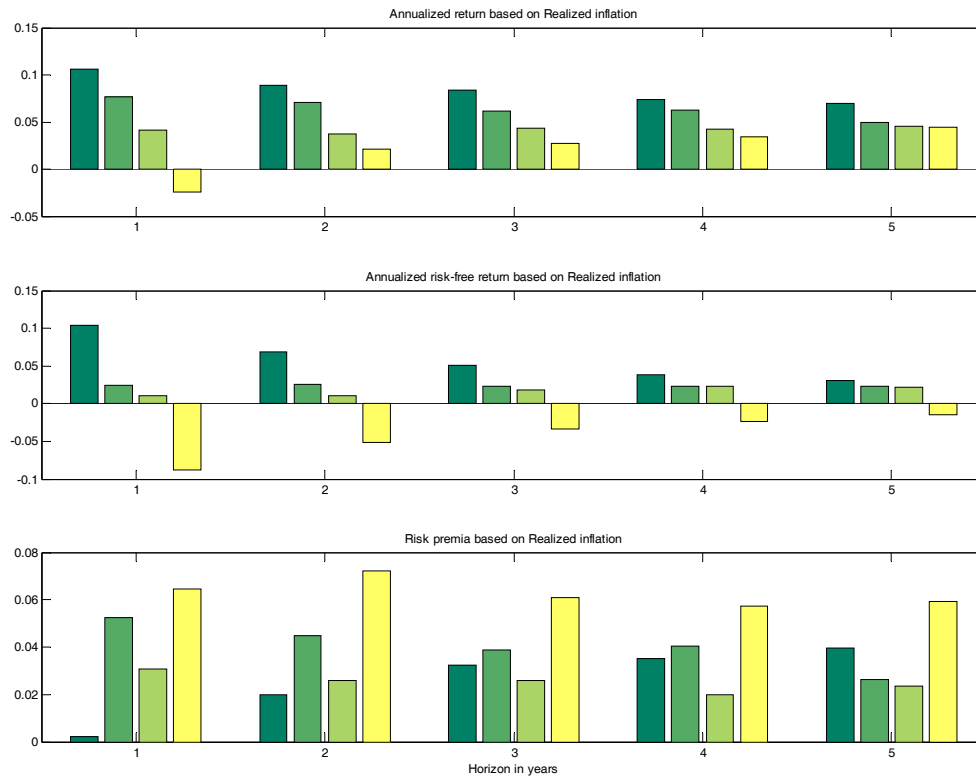 Annualized return based on Realized inflation
0.15
0.1
0.05
0
-0.05
1 2 3 4 5
Annualized risk-free return based on Realized inflation
0.15
0.1
0.05
0
-0.05
-0.1
1 2 3 4 5
Risk premia based on Realized inflation
0.08
0.06
0.04
0.02
0
1 2 3 4 5
Horizon in years